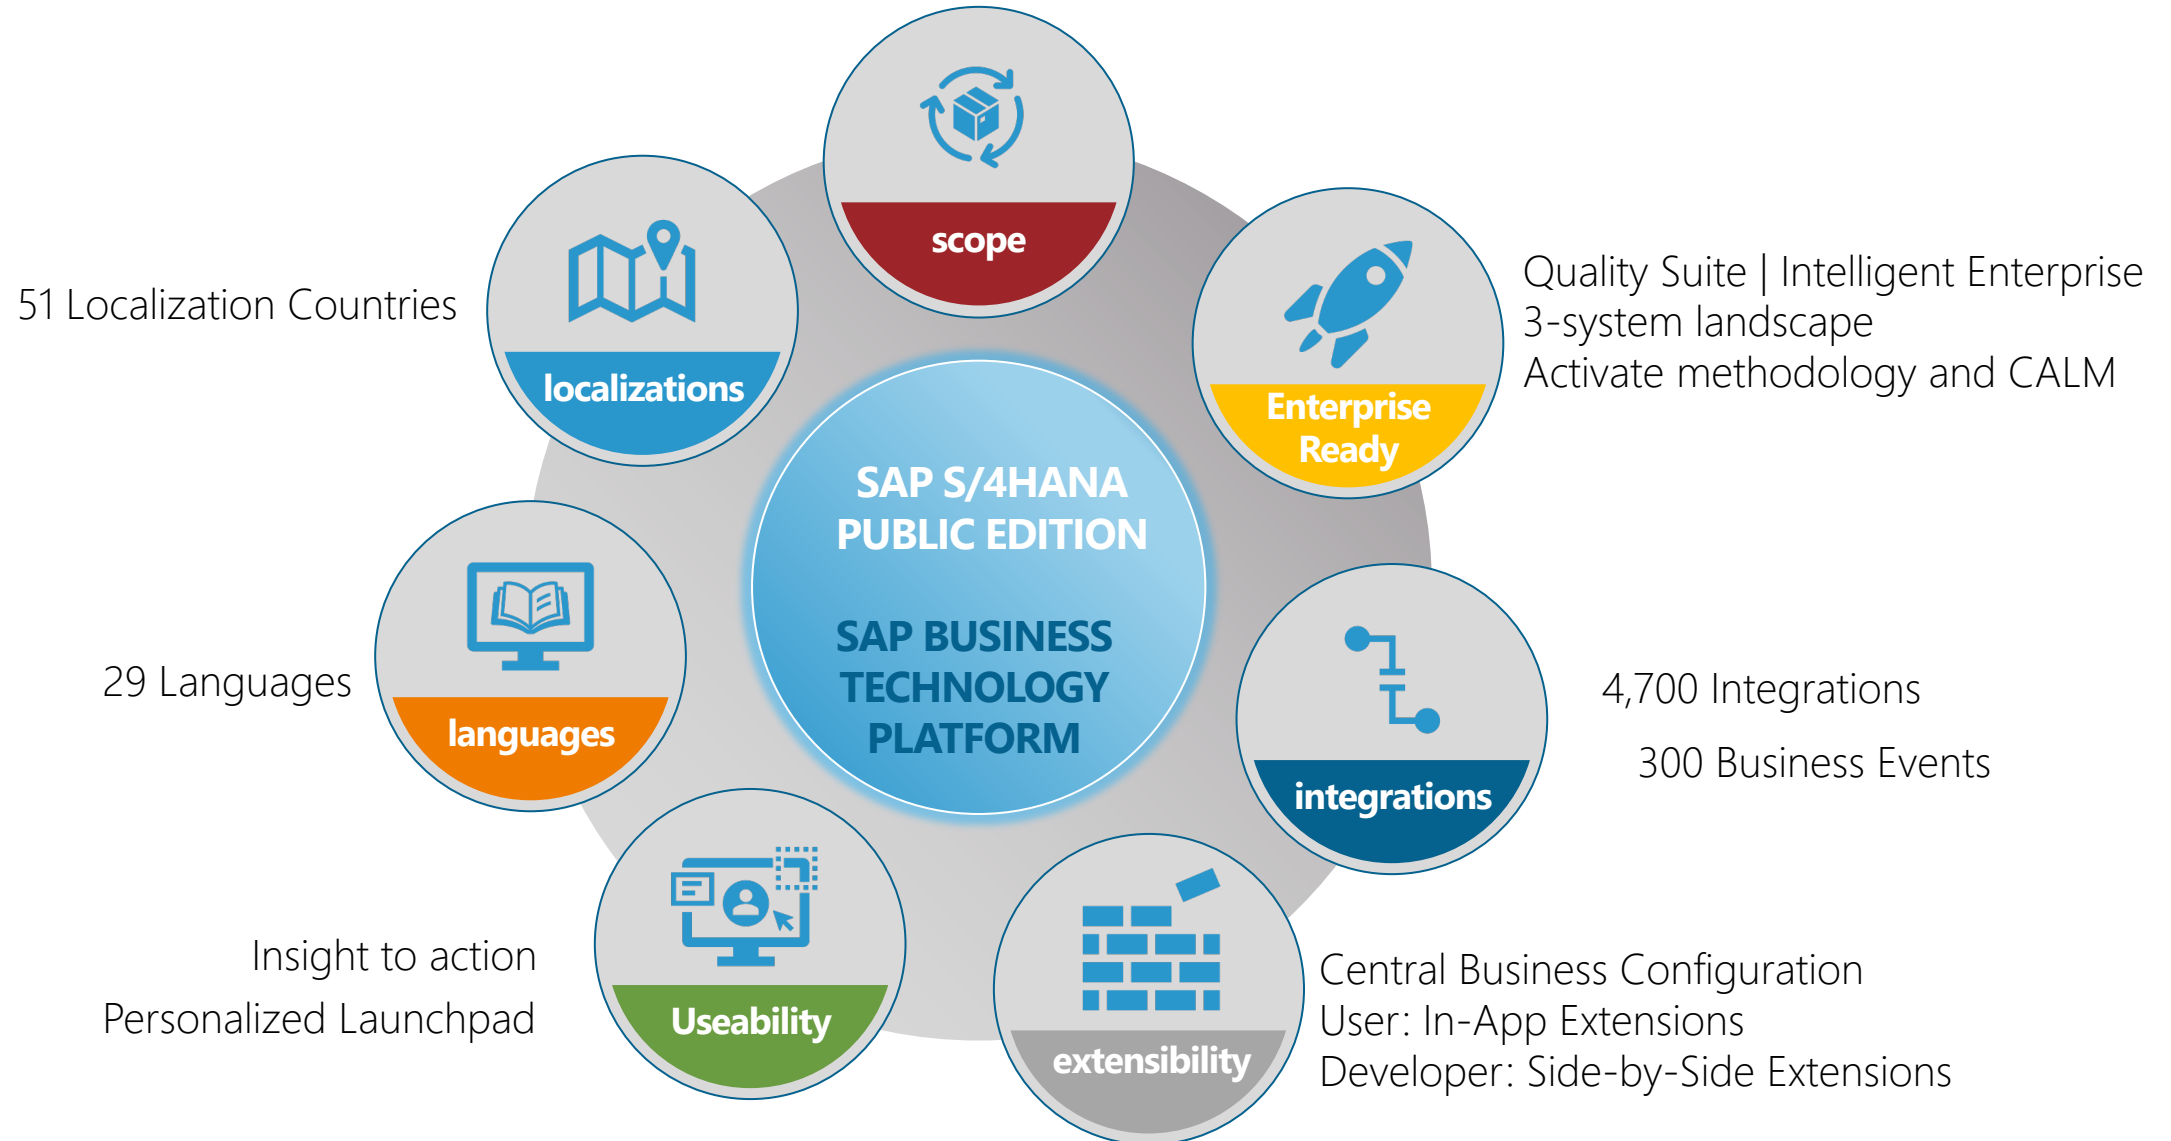 scope
51 Localization Countries
localizations
Enterprise
Ready
Quality Suite | Intelligent Enterprise
3-system landscape
Activate methodology and CALM
SAP S/4HANA
PUBLIC EDITION
SAP BUSINESS
TECHNOLOGY
PLATFORM
29 Languages
languages
integrations
4,700 Integrations
300 Business Events
Insight to action
Personalized Launchpad
Useability
extensibility
Central Business Configuration
User: In-App Extensions
Developer: Side-by-Side Extensions